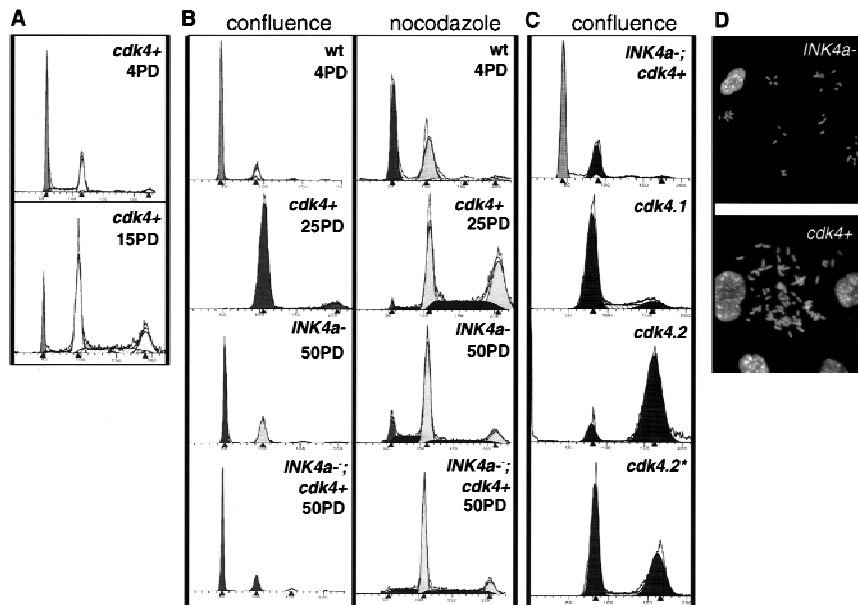 A
cdk4+
4PD
cdk4+
15PD
B
confluence
nocodazole
wt
4PD
wt
4PD
cdk4+
25PD
cdk4+
25PD
INK4a-
50PD
INK4a-
50PD
INK4a-;
cdk4+
50PD
INK4a-;
cdk4+
50PD
C
confluence
INK4a-;
cdk4+
cdk4.1
cdk4.2
cdk4.2*
D
INK4a-
cdk4+